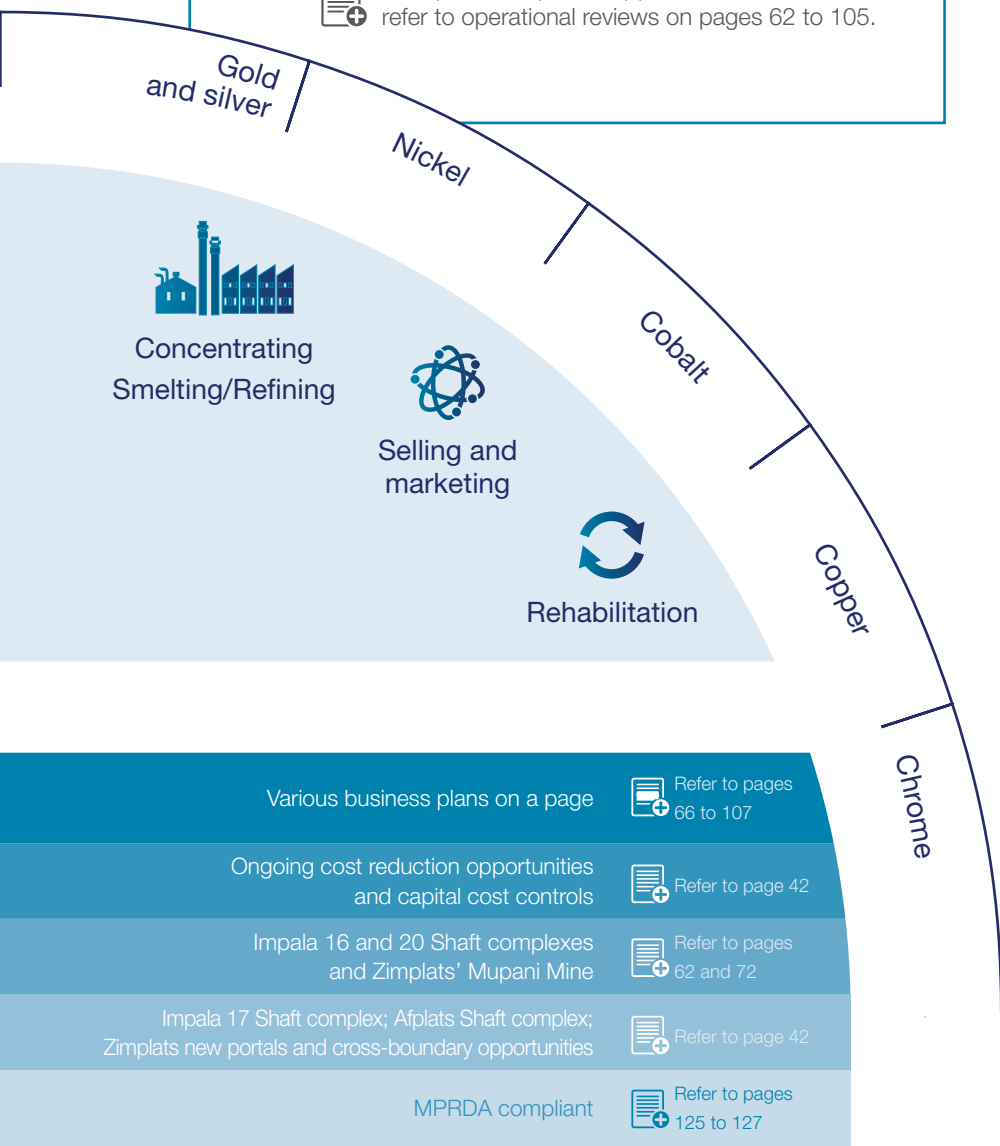 refer to operational reviews on pages 62 to 105.
Gold
and silver
Nickel
Cobalt
Copper
Chrome
Concentrating
Smelting/Refining
Selling and
marketing
Rehabilitation
Various business plans on a page
Refer to pages
66 to 107
Ongoing cost reduction opportunities
and capital cost controls
Refer to page 42
Impala 16 and 20 Shaft complexes
and Zimplats' Mupani Mine
Refer to pages
62 and 72
Impala 17 Shaft complex; Afplats Shaft complex;
Zimplats new portals and cross-boundary opportunities
Refer to page 42
MPRDA compliant
Refer to pages
125 to 127